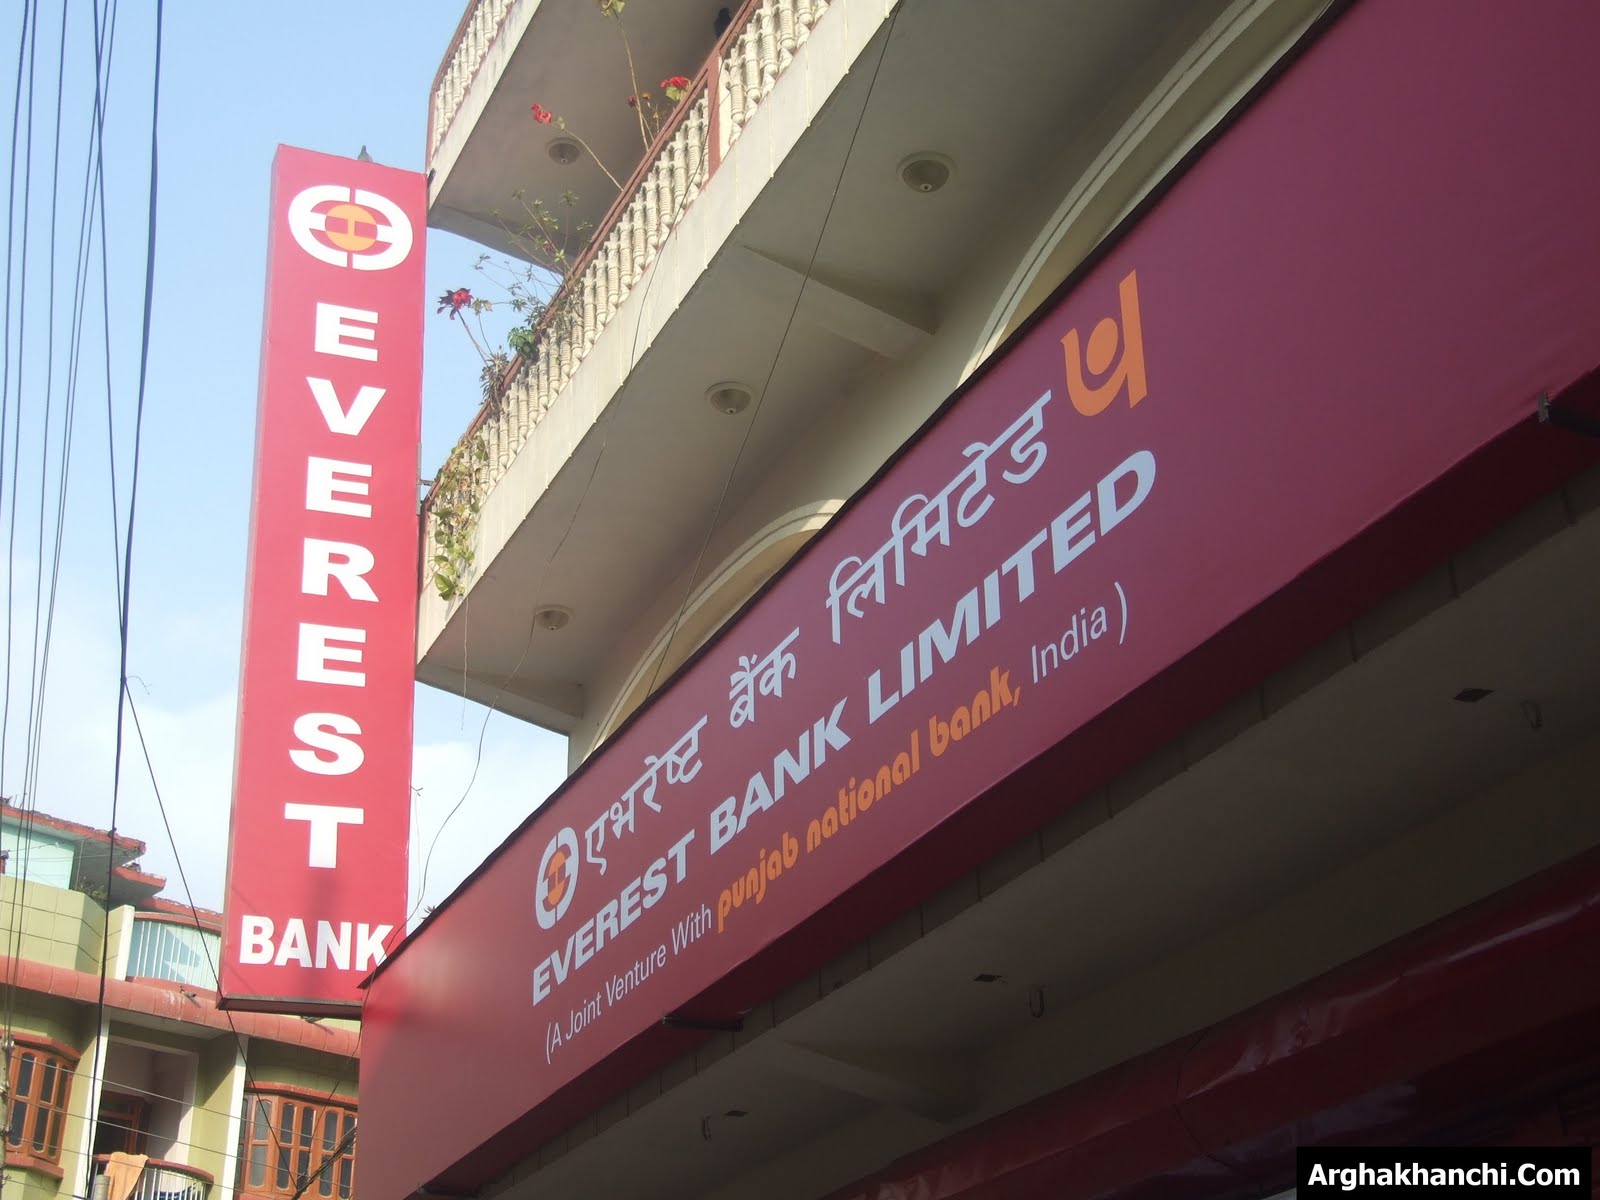 EVEREST
BANK
एभरेष्ट बैंक लिमिटेड
EVEREST BANK LIMITED
(A Joint Venture With punjab national bank, India)
Arghakhanchi.Com